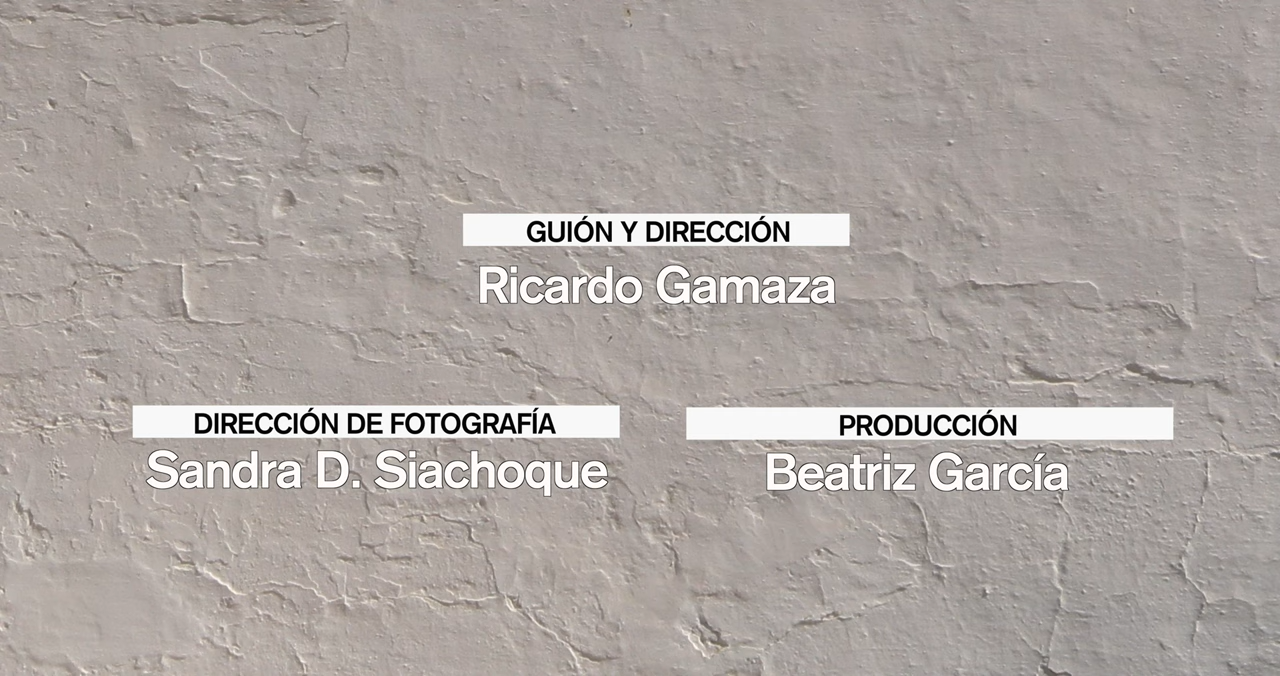 GUIÓN Y DIRECCIÓN
Ricardo Gamaza
DIRECCIÓN DE FOTOGRAFÍA
Sandra D. Siachoque
PRODUCCIÓN
Beatriz García